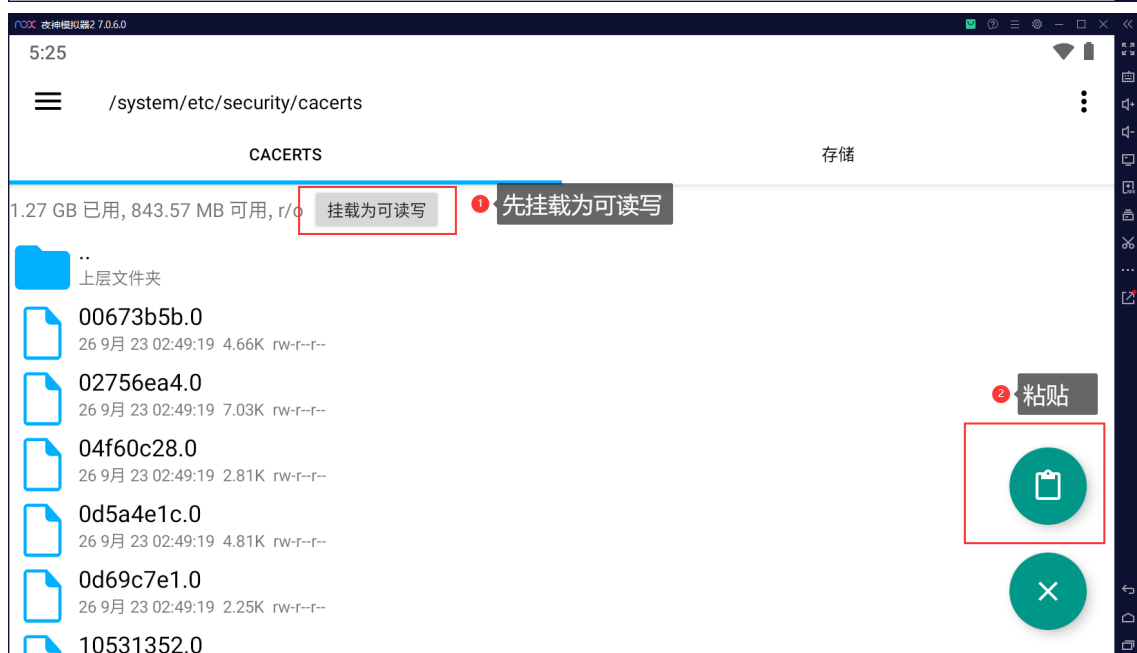 nox 夜神模拟器2 7.0.6.0
5:25
/system/etc/security/cacerts
CACERTS
存储
1.27 GB 已用, 843.57 MB 可用, r/o
挂载为可读写
1
先挂载为可读写
..
上层文件夹
00673b5b.0
26 9月 23 02:49:19 4.66K rw-r--r--
02756ea4.0
26 9月 23 02:49:19 7.03K rw-r--r--
2
粘贴
04f60c28.0
26 9月 23 02:49:19 2.81K rw-r--r--
0d5a4e1c.0
26 9月 23 02:49:19 4.81K rw-r--r--
0d69c7e1.0
26 9月 23 02:49:19 2.25K rw-r--r--
10531352.0